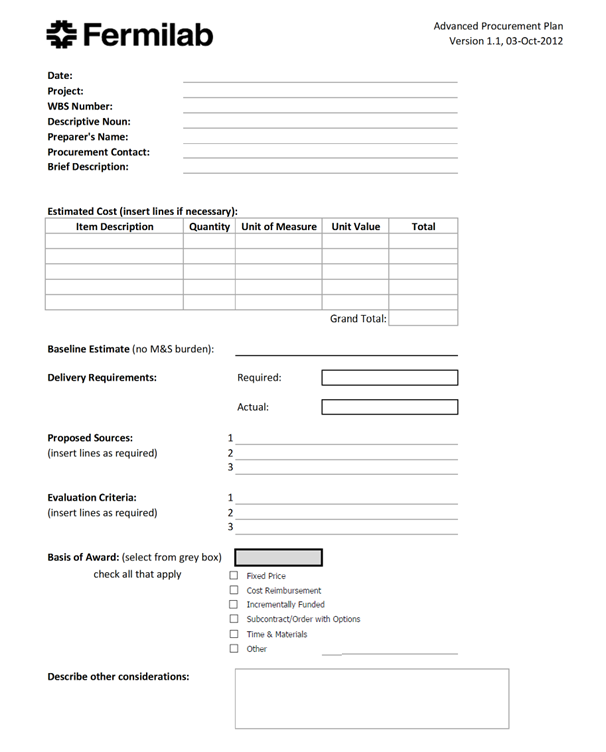 Fermilab
Advanced Procurement Plan
Version 1.1, 03-Oct-2012
Date:
Project:
WBS Number:
Descriptive Noun:
Preparer's Name:
Procurement Contact:
Brief Description:
Estimated Cost (insert lines if necessary):
Item Description Quantity Unit of Measure Unit Value Total
Grand Total:
Baseline Estimate (no M&S burden):
Delivery Requirements: Required:
Actual:
Proposed Sources: 1
(insert lines as required) 2
3
Evaluation Criteria: 1
(insert lines as required) 2
3
Basis of Award: (select from grey box)
check all that apply Fixed Price
Cost Reimbursement
Incrementally Funded
Subcontract/Order with Options
Time & Materials
Other
Describe other considerations: